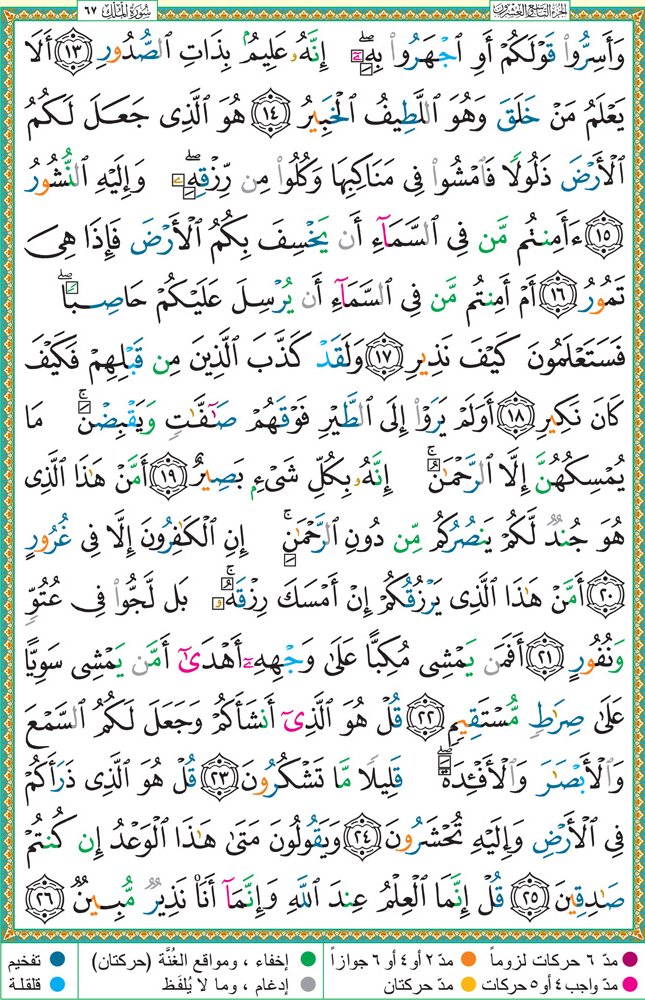 الجزء التاسع والعشرون
سورة الملك ٦٧
وَأَسِرُّوا۟ قَوْلَكُمْ أَوِ ٱجْهَرُوا۟ بِهِۦٓ ۖ إِنَّهُۥ عَلِيمٌۢ بِذَاتِ ٱلصُّدُورِ ١٣ أَلَا
يَعْلَمُ مَنْ خَلَقَ وَهُوَ ٱللَّطِيفُ ٱلْخَبِيرُ ١٤ هُوَ ٱلَّذِى جَعَلَ لَكُمُ
ٱلْأَرْضَ ذَلُولًا فَٱمْشُوا۟ فِى مَنَاكِبِهَا وَكُلُوا۟ مِن رِّزْقِهِۦ ۖ وَإِلَيْهِ ٱلنُّشُورُ
١٥ ءَأَمِنتُم مَّن فِى ٱلسَّمَآءِ أَن يَخْسِفَ بِكُمُ ٱلْأَرْضَ فَإِذَا هِىَ
تَمُورُ ١٦ أَمْ أَمِنتُم مَّن فِى ٱلسَّمَآءِ أَن يُرْسِلَ عَلَيْكُمْ حَاصِبًا ۖ
فَسَتَعْلَمُونَ كَيْفَ نَذِيرِ ١٧ وَلَقَدْ كَذَّبَ ٱلَّذِينَ مِن قَبْلِهِمْ فَكَيْفَ
كَانَ نَكِيرِ ١٨ أَوَلَمْ يَرَوْا۟ إِلَى ٱلطَّيْرِ فَوْقَهُمْ صَـٰٓفَّـٰتٍ وَيَقْبِضْنَ ۚ مَا
يُمْسِكُهُنَّ إِلَّا ٱلرَّحْمَـٰنُ ۚ إِنَّهُۥ بِكُلِّ شَىْءٍۭ بَصِيرٌ ١٩ أَمَّنْ هَـٰذَا ٱلَّذِى
هُوَ جُندٌ لَّكُمْ يَنصُرُكُم مِّن دُونِ ٱلرَّحْمَـٰنِ ۚ إِنِ ٱلْكَـٰفِرُونَ إِلَّا فِى غُرُورٍ
٢٠ أَمَّنْ هَـٰذَا ٱلَّذِى يَرْزُقُكُمْ إِنْ أَمْسَكَ رِزْقَهُۥ ۚ بَل لَّجُّوا۟ فِى عُتُوٍّ
وَنُفُورٍ ٢١ أَفَمَن يَمْشِى مُكِبًّا عَلَىٰ وَجْهِهِۦٓ أَهْدَىٰٓ أَمَّن يَمْشِى سَوِيًّا
عَلَىٰ صِرَٰطٍ مُّسْتَقِيمٍ ٢٢ قُلْ هُوَ ٱلَّذِىٓ أَنشَأَكُمْ وَجَعَلَ لَكُمُ ٱلسَّمْعَ
وَٱلْأَبْصَـٰرَ وَٱلْأَفْـِٔدَةَ ۖ قَلِيلًا مَّا تَشْكُرُونَ ٢٣ قُلْ هُوَ ٱلَّذِى ذَرَأَكُمْ
فِى ٱلْأَرْضِ وَإِلَيْهِ تُحْشَرُونَ ٢٤ وَيَقُولُونَ مَتَىٰ هَـٰذَا ٱلْوَعْدُ إِن كُنتُمْ
صَـٰدِقِينَ ٢٥ قُلْ إِنَّمَا ٱلْعِلْمُ عِندَ ٱللَّهِ وَإِنَّمَآ أَنَا۠ نَذِيرٌ مُّبِينٌ ٢٦
مدّ ٦ حركات لزوماً مدّ ٢ أو ٤ أو ٦ جوازاً إخفاء ، ومواقع الغُنَّة (حركتان) تفخيم
مدّ واجب ٤ أو ٥ حركات مدّ حركتان إدغام ، وما لا يُلفَظ قلقلة